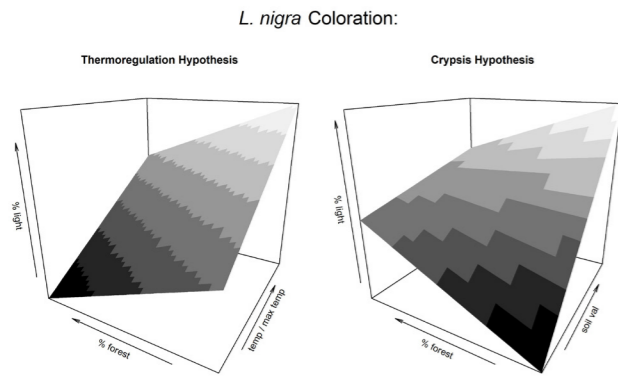 L. nigra Coloration:
Thermoregulation Hypothesis
Crypsis Hypothesis
% light
% forest
temp / max temp
% light
% forest
soil val